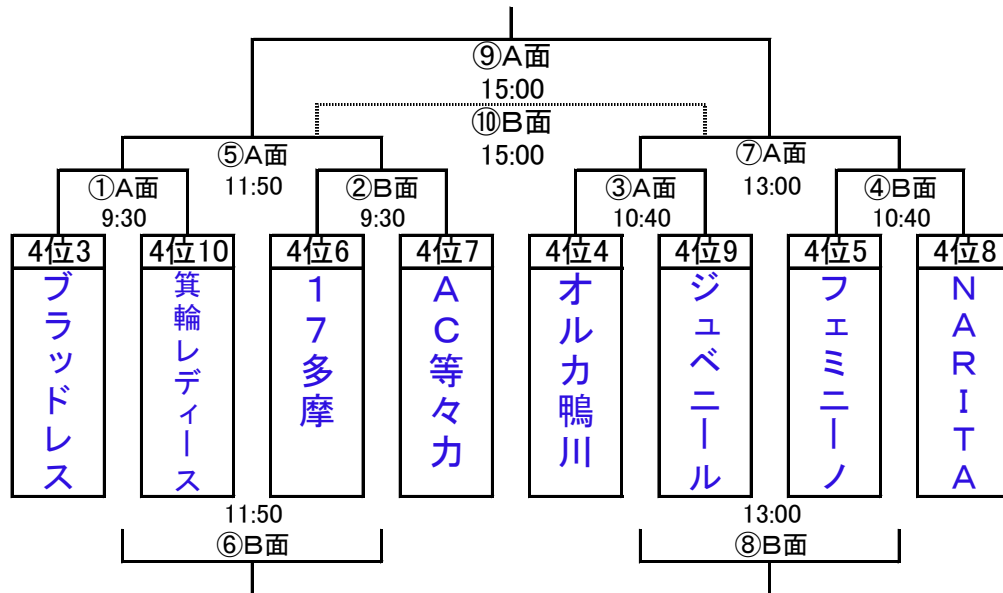 ⑨A面
15:00
⑩B面
15:00
⑤A面
11:50
⑦A面
13:00
①A面
9:30
②B面
9:30
③A面
10:40
④B面
10:40
4位3
4位10
4位6
4位7
4位4
4位9
4位5
4位8
ブラッドレス
箕輪レディース
17多摩
AC等々力
オルカ鴨川
ジュベニール
フェミニーノ
NARITA
11:50
⑥B面
13:00
⑧B面